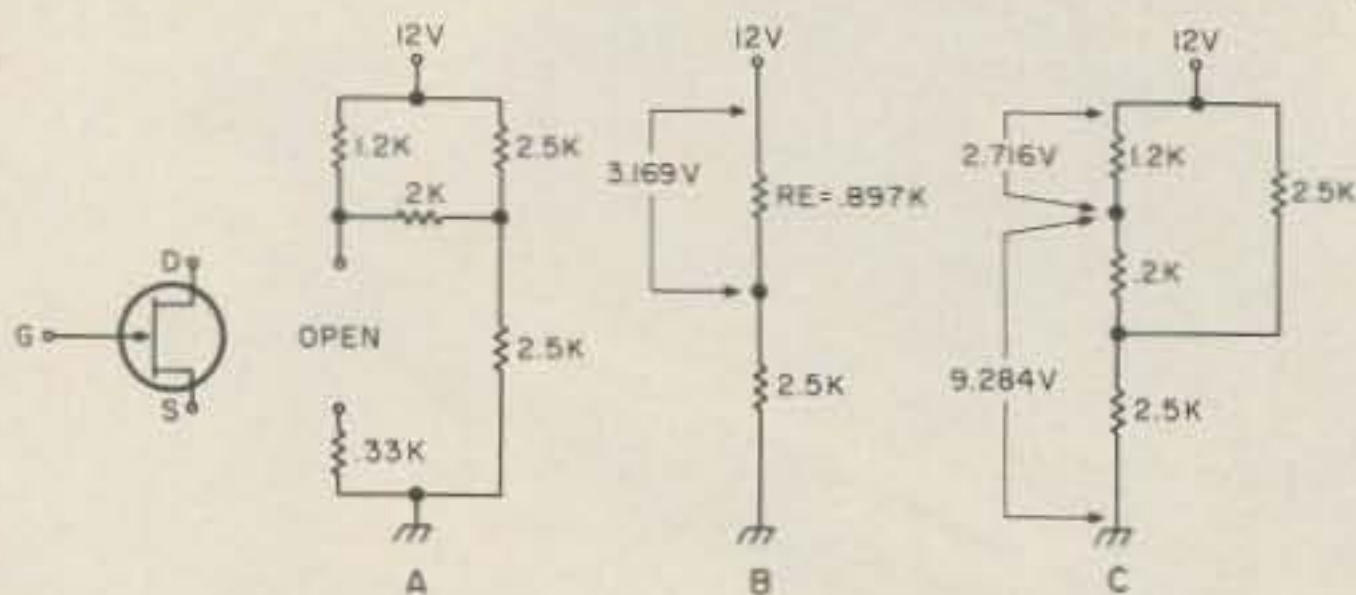 D
G
S
12V
1.2K
2.5K
2K
OPEN
2.5K
.33K
A
12V
3.169V
RE=.897K
2.5K
B
12V
2.716V
1.2K
2.5K
.2K
9.284V
2.5K
C